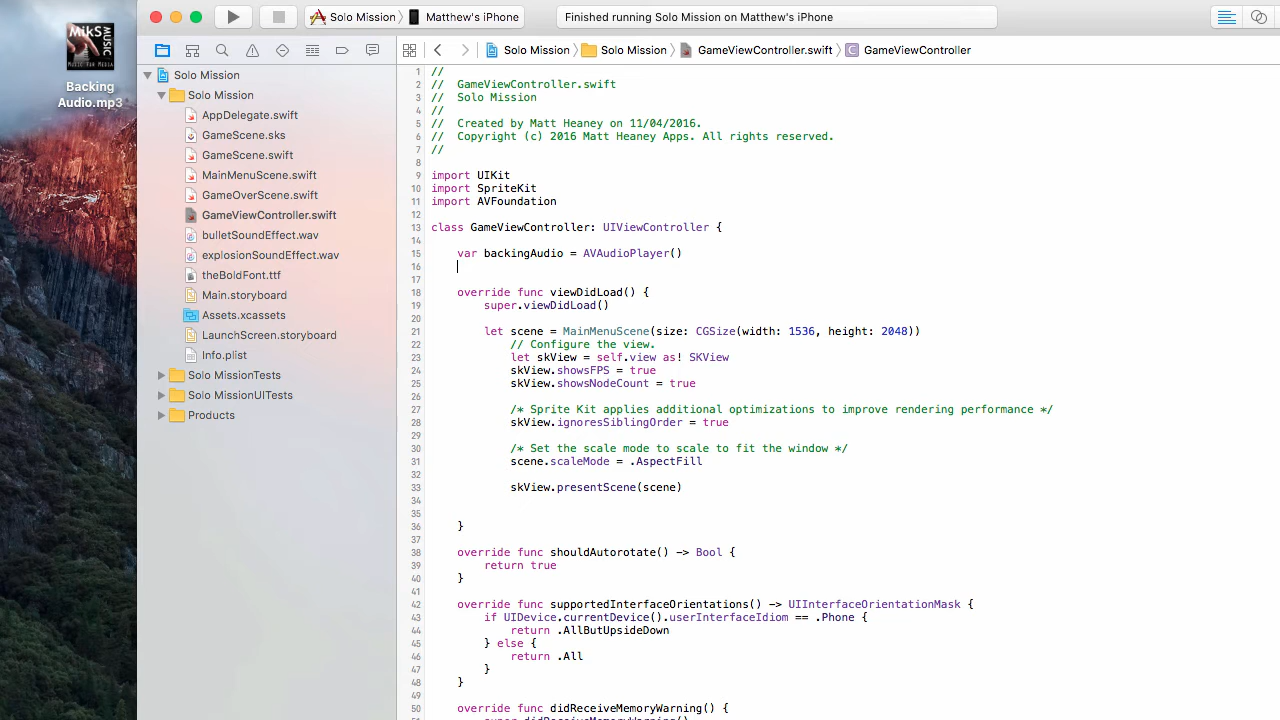 Solo Mission 〉 Matthew's iPhone
Finished running Solo Mission on Matthew's iPhone
Solo Mission 〉 Solo Mission 〉 GameViewController.swift 〉 C GameViewController
MikS
MUSIC
MUSIC FOR MEDIA
Backing
Audio.mp3
Solo Mission
Solo Mission
AppDelegate.swift
GameScene.sks
GameScene.swift
MainMenuScene.swift
GameOverScene.swift
GameViewController.swift
bulletSoundEffect.wav
explosionSoundEffect.wav
theBoldFont.ttf
Main.storyboard
Assets.xcassets
LaunchScreen.storyboard
Info.plist
Solo MissionTests
Solo MissionUITests
Products
1 //
2 // GameViewController.swift
3 // Solo Mission
4 //
5 // Created by Matt Heaney on 11/04/2016.
6 // Copyright (c) 2016 Matt Heaney Apps. All rights reserved.
7 //
8
9 import UIKit
10 import SpriteKit
11 import AVFoundation
12
13 class GameViewController: UIViewController {
14
15 var backingAudio = AVAudioPlayer()
16
17
18 override func viewDidLoad() {
19 super.viewDidLoad()
20
21 let scene = MainMenuScene(size: CGSize(width: 1536, height: 2048))
22 // Configure the view.
23 let skView = self.view as! SKView
24 skView.showsFPS = true
25 skView.showsNodeCount = true
26
27 /* Sprite Kit applies additional optimizations to improve rendering performance */
28 skView.ignoresSiblingOrder = true
29
30 /* Set the scale mode to scale to fit the window */
31 scene.scaleMode = .AspectFill
32
33 skView.presentScene(scene)
34
35
36 }
37
38 override func shouldAutorotate() -> Bool {
39 return true
40 }
41
42 override func supportedInterfaceOrientations() -> UIInterfaceOrientationMask {
43 if UIDevice.currentDevice().userInterfaceIdiom == .Phone {
44 return .AllButUpsideDown
45 } else {
46 return .All
47 }
48 }
49
50 override func didReceiveMemoryWarning() {
super.didReceiveMemoryWarning()